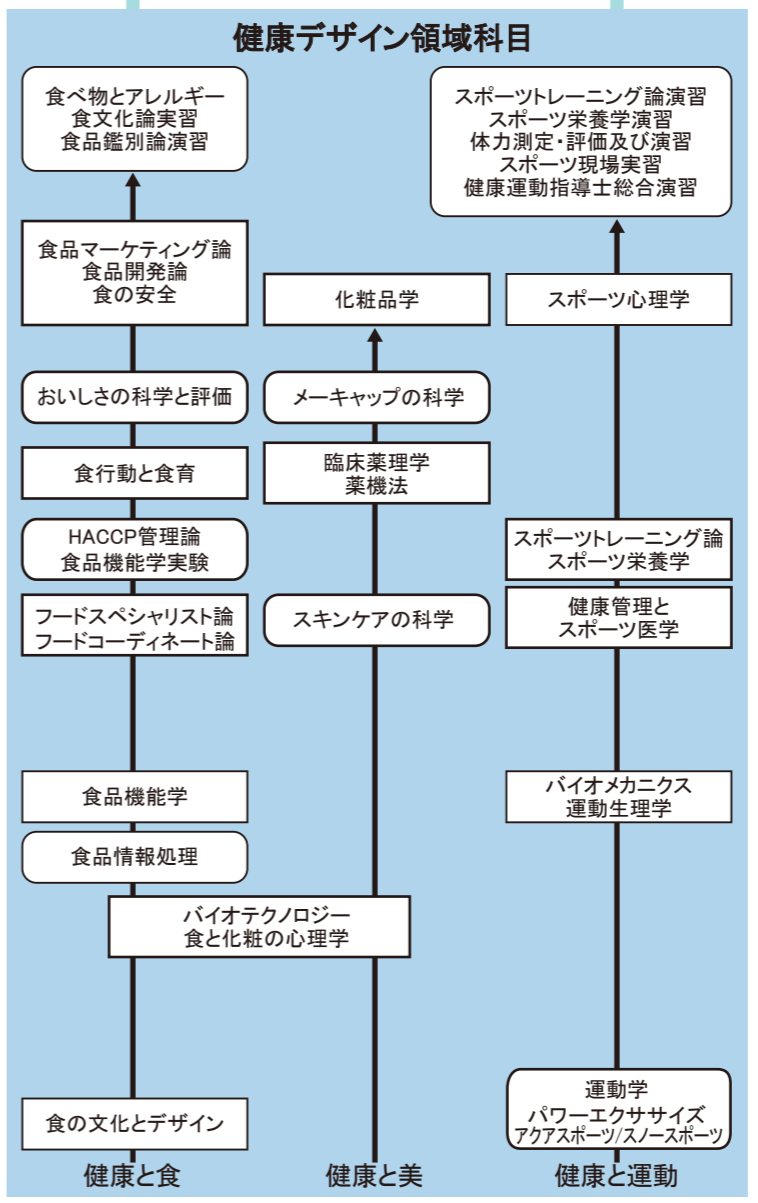 健康デザイン領域科目
食べ物とアレルギー
食文化論実習
食品鑑別論演習
食品マーケティング論
食品開発論
食の安全
おいしさの科学と評価
食行動と食育
HACCP管理論
食品機能学実験
フードスペシャリスト論
フードコーディネート論
食品機能学
食品情報処理
バイオテクノロジー
食と化粧の心理学
食の文化とデザイン
健康と食
化粧品学
メーキャップの科学
臨床薬理学
薬機法
スキンケアの科学
健康と美
スポーツトレーニング論演習
スポーツ栄養学演習
体力測定・評価及び演習
スポーツ現場実習
健康運動指導士総合演習
スポーツ心理学
スポーツトレーニング論
スポーツ栄養学
健康管理と
スポーツ医学
バイオメカニクス
運動生理学
運動学
パワーエクササイズ
アクアスポーツ/スノースポーツ
健康と運動